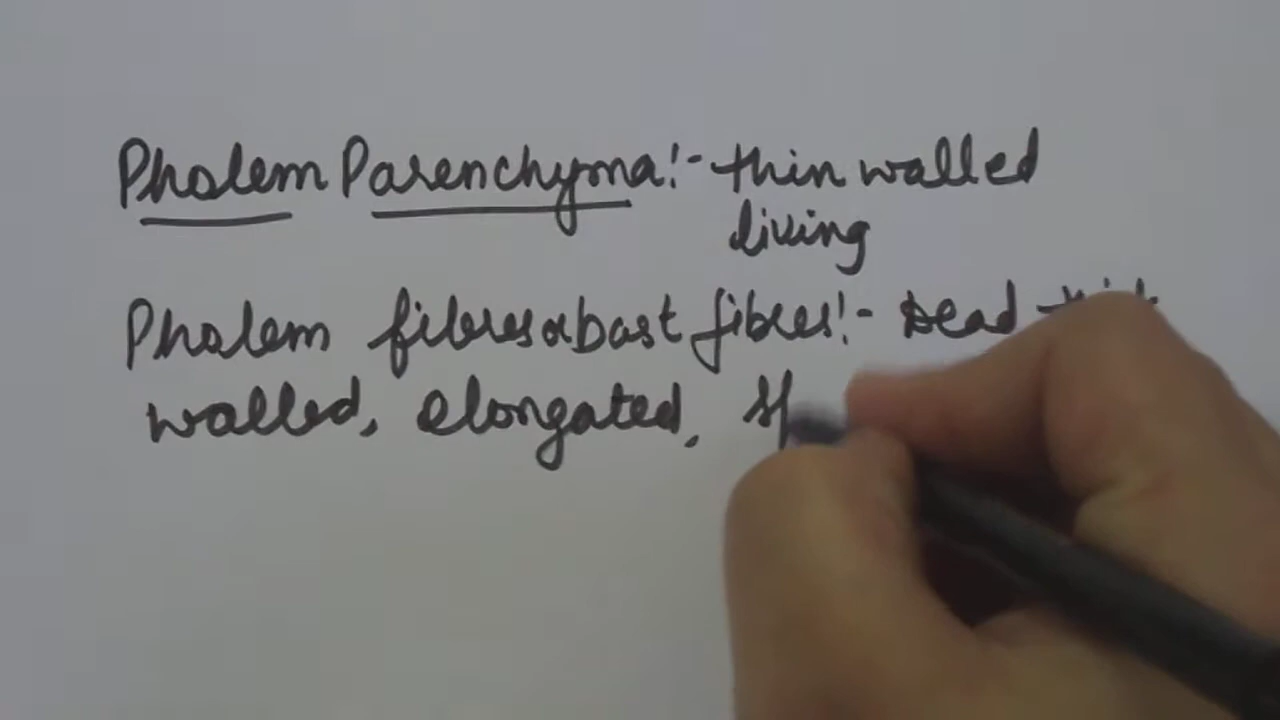 Pholem Parenchyma:- thin walled
living
Pholem fibres or bast fibres:- Dead
walled, elongated,